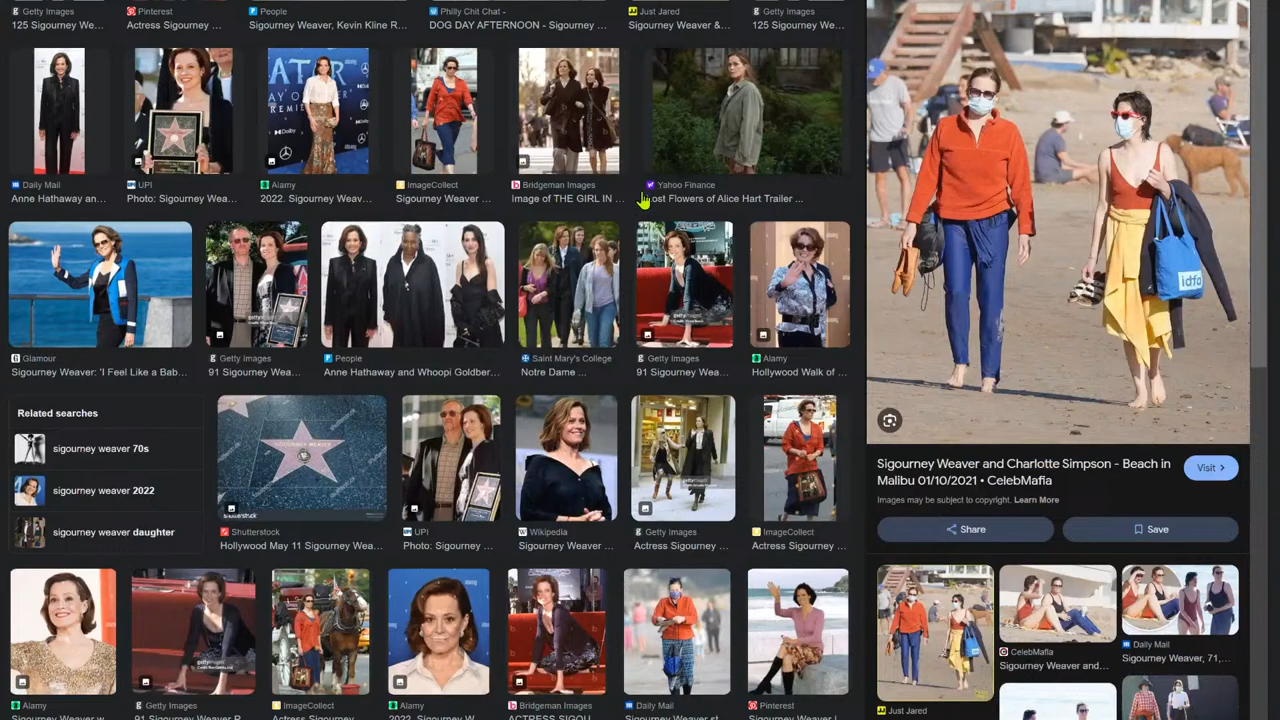 Getty Images
Pinterest
People
Philly Chit Chat -
Just Jared
Getty Images
125 Sigourney We...
Actress Sigourney ...
Sigourney Weaver, Kevin Kline R...
DOG DAY AFTERNOON - Sigourney ...
Sigourney Weaver &...
125 Sigourney We...
Daily Mail
UPI
Alamy
ImageCollect
Bridgeman Images
Yahoo Finance
Anne Hathaway an...
Photo: Sigourney Wea...
2022. Sigourney Weav...
Sigourney Weaver ...
Image of THE GIRL IN ...
ost Flowers of Alice Hart Trailer ...
Glamour
Getty Images
People
Saint Mary's College
Getty Images
Alamy
Sigourney Weaver: 'I Feel Like a Bab...
91 Sigourney Wea...
Anne Hathaway and Whoopi Goldber...
Notre Dame ...
91 Sigourney Wea...
Hollywood Walk of ...
Related searches
sigourney weaver 70s
sigourney weaver 2022
sigourney weaver daughter
Shutterstock
UPI
Wikipedia
Getty Images
ImageCollect
Hollywood May 11 Sigourney Wea...
Photo: Sigourney ...
Sigourney Weaver ...
Actress Sigourney ...
Actress Sigourney ...
Alamy
Getty Images
ImageCollect
Alamy
Bridgeman Images
Daily Mail
Pinterest
idfa
Sigourney Weaver and Charlotte Simpson - Beach in
Malibu 01/10/2021 • CelebMafia
Visit
Images may be subject to copyright. Learn More
Share
Save
CelebMafia
Daily Mail
Sigourney Weaver and...
Sigourney Weaver, 71,...
Just Jared